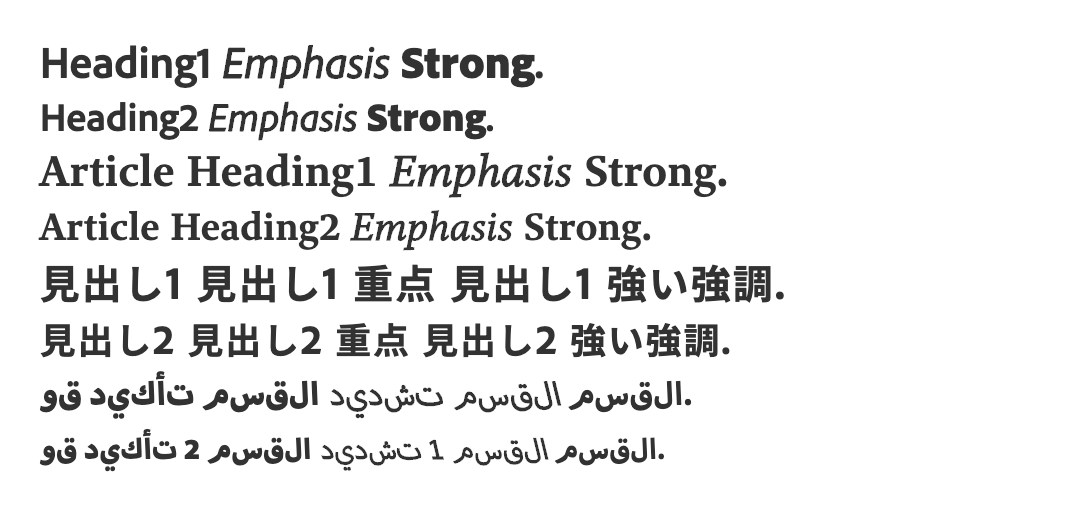 Heading1 Emphasis Strong.
Heading2 Emphasis Strong.
Article Heading1 Emphasis Strong.
Article Heading2 Emphasis Strong.
見出し1 見出し1 重点 見出し1 強い強調.
見出し2 見出し2 重点 見出し2 強い強調.
القسم القسم تشديد القسم تأكيد قو.
القسم القسم 1 تشديد القسم 2 تأكيد قو.